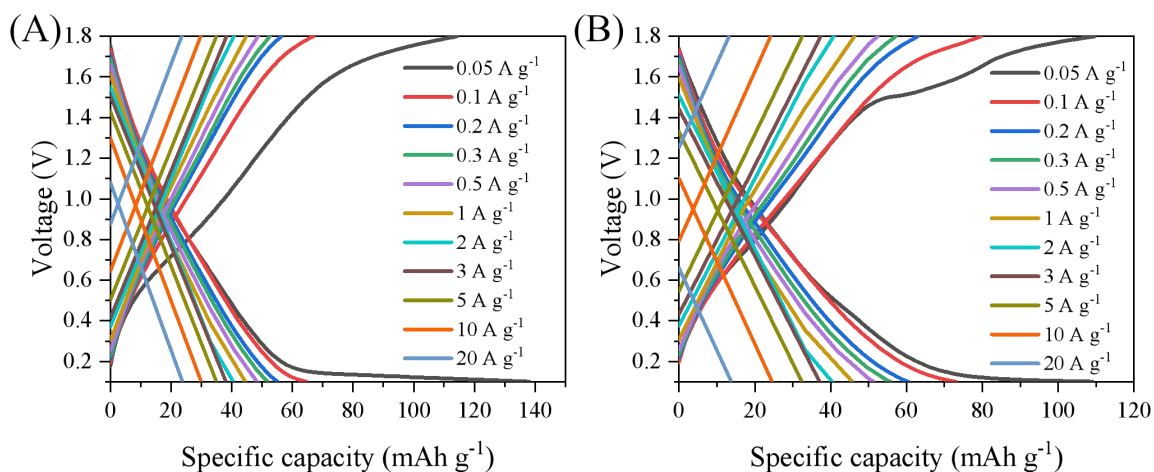 (A)
Voltage (V)
1.8
1.6
1.4
1.2
1.0
0.8
0.6
0.4
0.2
0.05 A g⁻¹
0.1 A g⁻¹
0.2 A g⁻¹
0.3 A g⁻¹
0.5 A g⁻¹
1 A g⁻¹
2 A g⁻¹
3 A g⁻¹
5 A g⁻¹
10 A g⁻¹
20 A g⁻¹
0 20 40 60 80 100 120 140
Specific capacity (mAh g⁻¹)
(B)
Voltage (V)
1.8
1.6
1.4
1.2
1.0
0.8
0.6
0.4
0.2
0.05 A g⁻¹
0.1 A g⁻¹
0.2 A g⁻¹
0.3 A g⁻¹
0.5 A g⁻¹
1 A g⁻¹
2 A g⁻¹
3 A g⁻¹
5 A g⁻¹
10 A g⁻¹
20 A g⁻¹
0 20 40 60 80 100 120
Specific capacity (mAh g⁻¹)